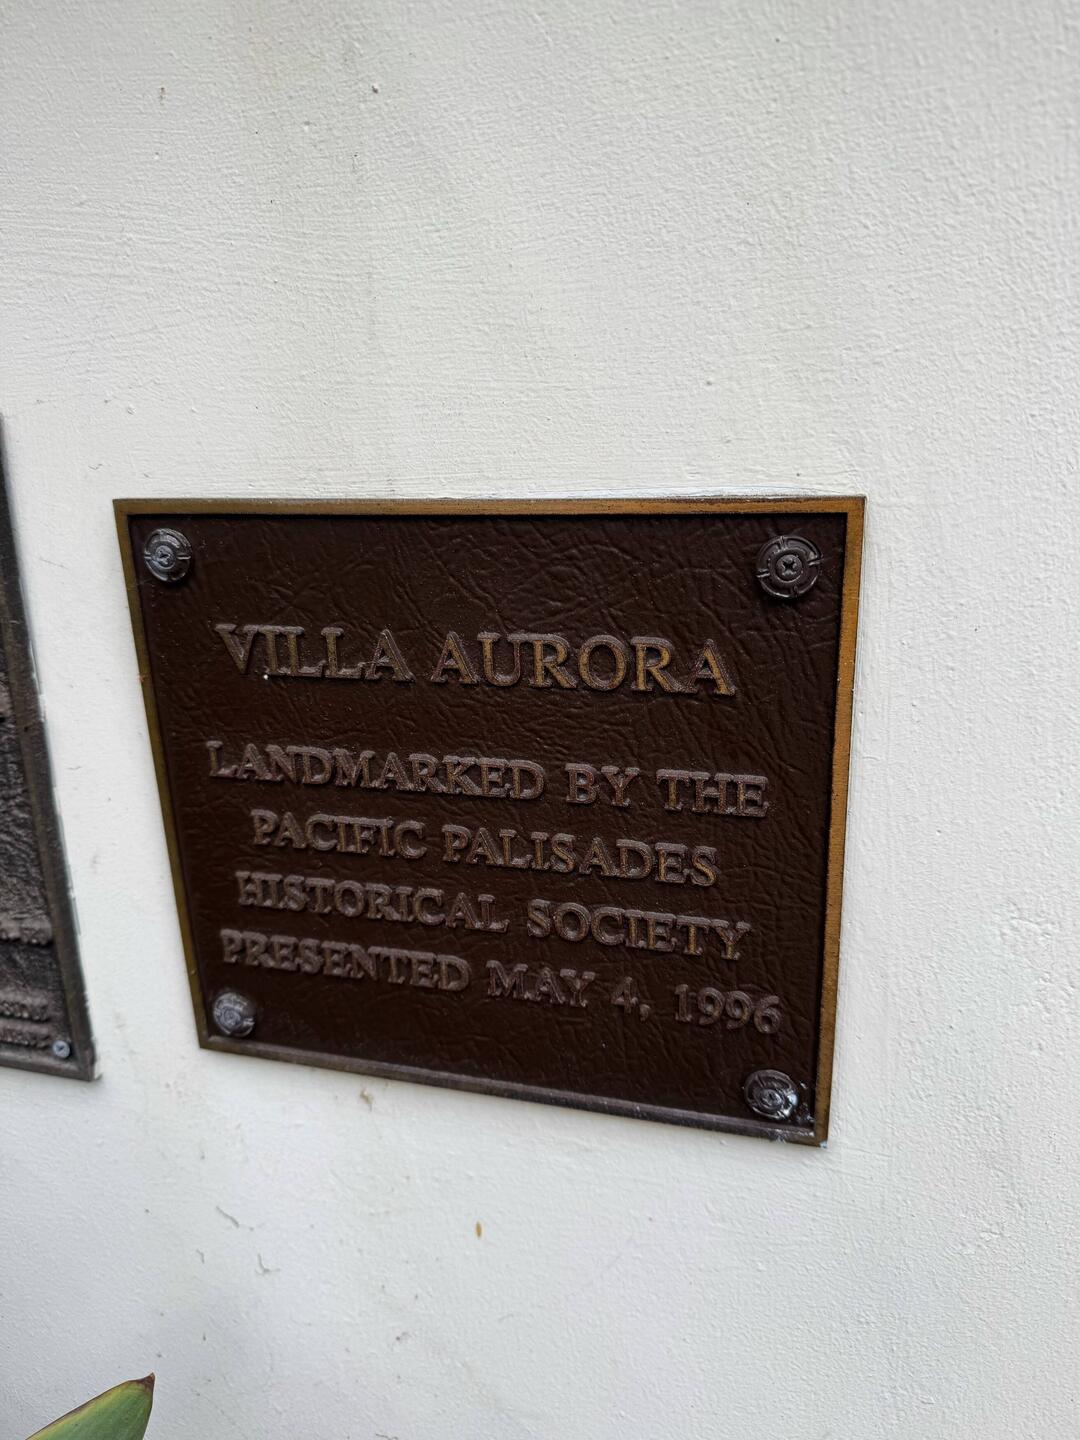 VILLA AURORA
LANDMARKED BY THE
PACIFIC PALISADES
HISTORICAL SOCIETY
PRESENTED MAY 4, 1996